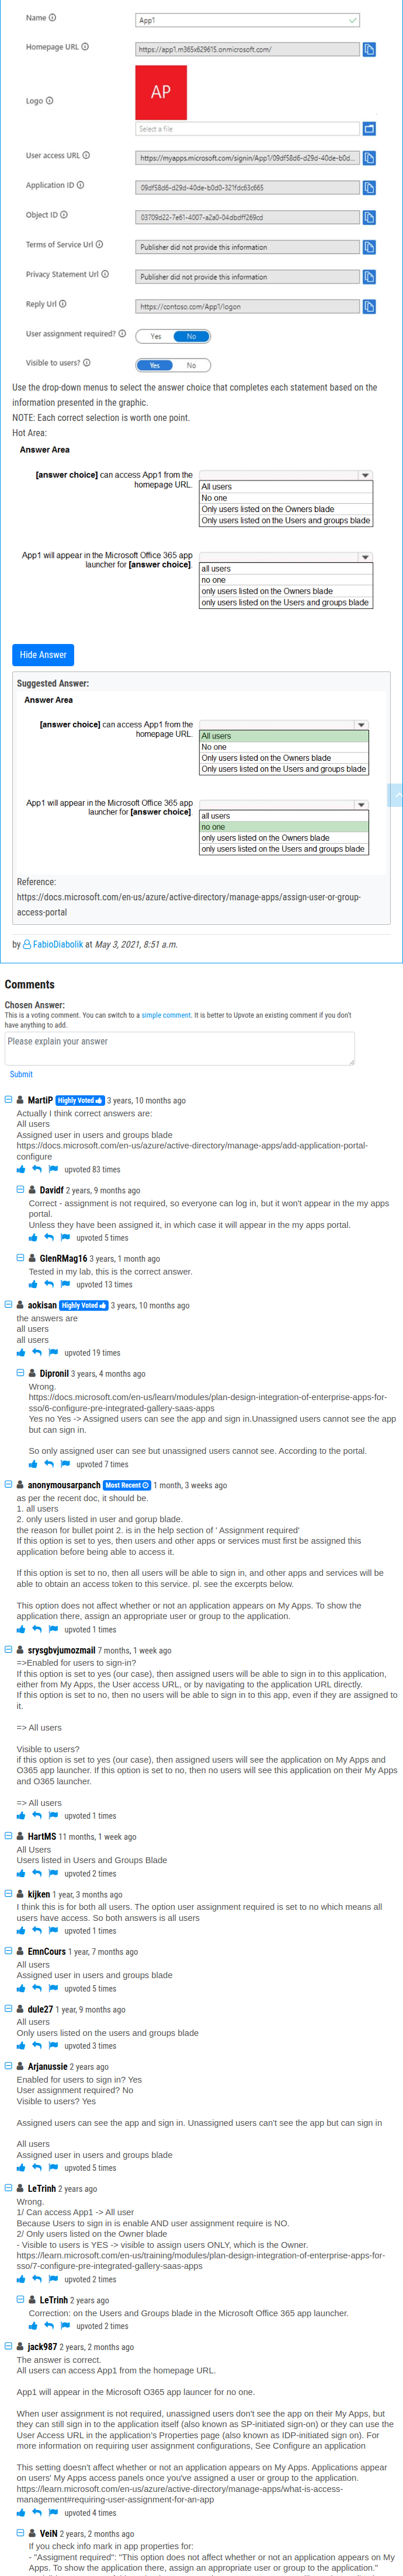 Name
App1
Homepage URL
https://app1.m365x629615.onmicrosoft.com/
Logo
AP
Select a file
User access URL
https://myapps.microsoft.com/signin/App1/09df58d6-d29d-40de-b0d...
Application ID
09df58d6-d29d-40de-b0d0-321fdc63c665
Object ID
03709d22-7e61-4007-a2a0-04dbdff269cd
Terms of Service Url
Publisher did not provide this information
Privacy Statement Url
Publisher did not provide this information
Reply Url
https://contoso.com/App1/logon
User assignment required?
Yes No
Visible to users?
Yes No
Use the drop-down menus to select the answer choice that completes each statement based on the
information presented in the graphic.
NOTE: Each correct selection is worth one point.
Hot Area:
Answer Area
[answer choice] can access App1 from the
homepage URL.
All users
No one
Only users listed on the Owners blade
Only users listed on the Users and groups blade
App1 will appear in the Microsoft Office 365 app
launcher for [answer choice]
all users
no one
only users listed on the Owners blade
only users listed on the Users and groups blade
Hide Answer
Suggested Answer:
Answer Area
[answer choice] can access App1 from the
homepage URL.
All users
No one
Only users listed on the Owners blade
Only users listed on the Users and groups blade
App1 will appear in the Microsoft Office 365 app
launcher for [answer choice]
all users
no one
only users listed on the Owners blade
only users listed on the Users and groups blade
Reference:
https://docs.microsoft.com/en-us/azure/active-directory/manage-apps/assign-user-or-group-
access-portal
by FabioDiabolik at May 3, 2021, 8:51 a.m.
Comments
Chosen Answer:
This is a voting comment. You can switch to a simple comment. It is better to Upvote an existing comment if you don't
have anything to add.
Please explain your answer
Submit
MartiP Highly Voted 3 years, 10 months ago
Actually I think correct answers are:
All users
Assigned user in users and groups blade
https://docs.microsoft.com/en-us/azure/active-directory/manage-apps/add-application-portal-
configure
upvoted 83 times
Davidf 2 years, 9 months ago
Correct - assignment is not required, so everyone can log in, but it won't appear in the my apps
portal.
Unless they have been assigned it, in which case it will appear in the my apps portal.
upvoted 5 times
GlenRMag16 3 years, 1 month ago
Tested in my lab, this is the correct answer.
upvoted 13 times
aokisan Highly Voted 3 years, 10 months ago
the answers are
all users
all users
upvoted 19 times
Dipronil 3 years, 4 months ago
Wrong.
https://docs.microsoft.com/en-us/learn/modules/plan-design-integration-of-enterprise-apps-for-
sso/6-configure-pre-integrated-gallery-saas-apps
Yes no Yes -> Assigned users can see the app and sign in.Unassigned users cannot see the app
but can sign in.
So only assigned user can see but unassigned users cannot see. According to the portal.
upvoted 7 times
anonymousarpanch Most Recent 1 month, 3 weeks ago
as per the recent doc, it should be.
1. all users
2. only users listed in user and gorup blade.
the reason for bullet point 2. is in the help section of ' Assignment required'
If this option is set to yes, then users and other apps or services must first be assigned this
application before being able to access it.
If this option is set to no, then all users will be able to sign in, and other apps and services will be
able to obtain an access token to this service. pl. see the excerpts below.
This option does not affect whether or not an application appears on My Apps. To show the
application there, assign an appropriate user or group to the application.
upvoted 1 times
srysgbvjumozmail 7 months, 1 week ago
=>Enabled for users to sign-in?
If this option is set to yes (our case), then assigned users will be able to sign in to this application,
either from My Apps, the User access URL, or by navigating to the application URL directly.
If this option is set to no, then no users will be able to sign in to this app, even if they are assigned to
it.
=> All users
Visible to users?
if this option is set to yes (our case), then assigned users will see the application on My Apps and
O365 app launcher. If this option is set to no, then no users will see this application on their My Apps
and O361 launcher.
=> All users
upvoted 1 times
HartMS 11 months, 1 week ago
All Users
Users listed in Users and Groups Blade
upvoted 2 times
kijken 1 year, 3 months ago
I think this is for both all users. The option user assignment required is set to no which means all
users have access. So both answers is all users
upvoted 1 times
EmnCours 1 year, 7 months ago
All users
Assigned user in users and groups blade
upvoted 5 times
dule27 1 year, 9 months ago
All users
Only users listed on the users and groups blade
upvoted 3 times
Arjanussie 2 years ago
Enabled for users to sign in? Yes
User assignment required? No
Visible to users? Yes
Assigned users can see the app and sign in. Unassigned users can't see the app but can sign in
All users
Assigned user in users and groups blade
upvoted 5 times
LeTrinh 2 years ago
Wrong.
1/ Can access App1 -> All user
Because Users to sign in is enable AND user assignment require is NO.
2/ Only users listed on the Owner blade
- Visible to users is YES -> visible to assign users ONLY, which is the Owner.
https://learn.microsoft.com/en-us/training/modules/plan-design-integration-of-enterprise-apps-for-
sso/7-configure-pre-integrated-gallery-saas-apps
upvoted 2 times
LeTrinh 2 years ago
Correction: on the Users and Groups blade in the Microsoft Office 365 app launcher.
upvoted 2 times
jack987 2 years, 2 months ago
The answer is correct.
All users can access App1 from the homepage URL.
App1 will appear in the Microsoft O365 app launcer for no one.
When user assignment is not required, unassigned users don't see the app on their My Apps, but
they can still sign in to the application itself (also known as SP-initiated sign-on) or they can use the
User Access URL in the application's Properties page (also known as IDP-initiated sign on). For
more information on requiring user assignment configurations, See Configure an application
This setting doesn't affect whether or not an application appears on My Apps. Applications appear
on users' My Apps access panels once you've assigned a user or group to the application.
https://learn.microsoft.com/en-us/azure/active-directory/manage-apps/what-is-access-
management#requiring-user-assignment-for-an-app
upvoted 4 times
VeiN 2 years, 2 months ago
If you check info mark in app properties for:
- "Assigment required": "This option does not affect whether or not an application appears on My
Apps. To show the application there, assign an appropriate user or group to the application."